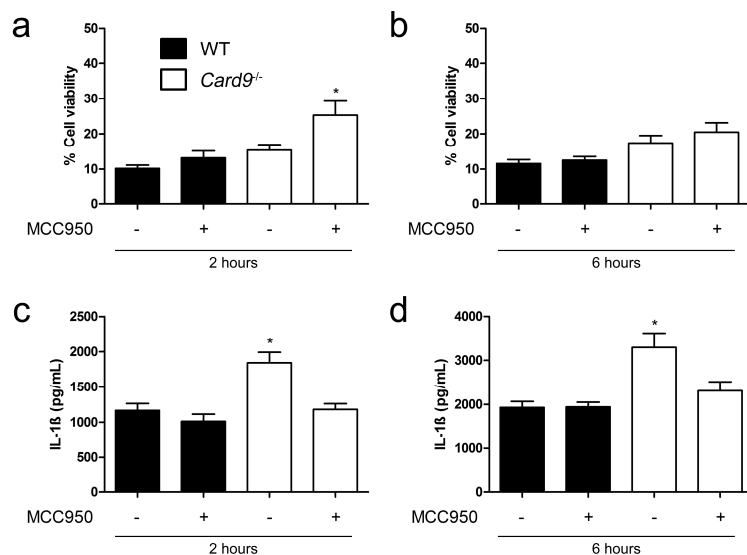 a
WT
Card9-/-
% Cell viability
50
40
30
20
10
0
*
MCC950 - + - +
2 hours
b
% Cell viability
50
40
30
20
10
0
MCC950 - + - +
6 hours
c
IL-1ß (pg/mL)
2500
2000
1500
1000
500
0
*
MCC950 - + - +
2 hours
d
IL-1ß (pg/mL)
4000
3000
2000
1000
0
*
MCC950 - + - +
6 hours